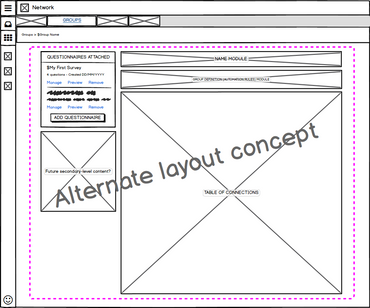 Network
GROUPS
Groups > $Group Name
QUESTIONNAIRES ATTACHED
$My First Survey
6 questions - Created DD/MM/YYYY
Manage Preview Remove
Manage Preview Remove
ADD QUESTIONNAIRE
Future secondary-level content?
NAME MODULE
GROUP DEFINITION (AUTOMATION RULES) MODULE
TABLE OF CONNECTIONS
Alternate layout concept